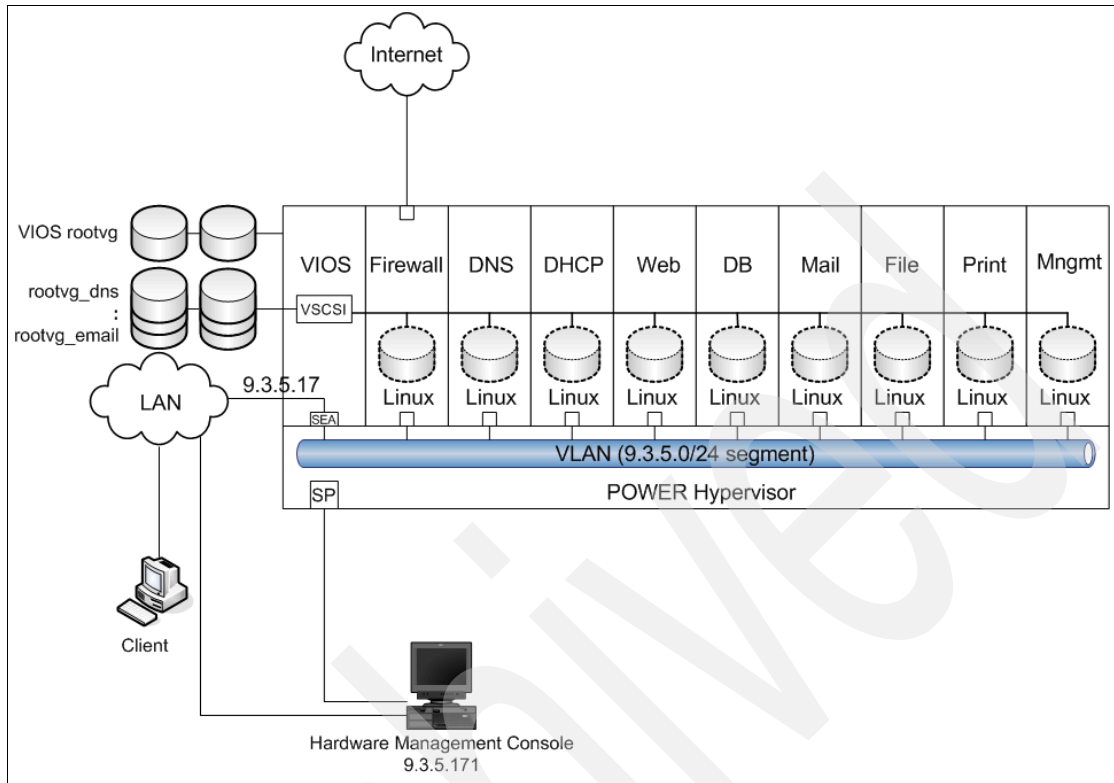 Internet
VIOS rootvg
rootvg_dns
:
rootvg_email
VIOS
Firewall
DNS
DHCP
Web
DB
Mail
File
Print
Mngmt
VSCSI
Linux
Linux
Linux
Linux
Linux
Linux
Linux
Linux
Linux
LAN
9.3.5.17
SEA
VLAN (9.3.5.0/24 segment)
SP
POWER Hypervisor
Client
Hardware Management Console
9.3.5.171
hived